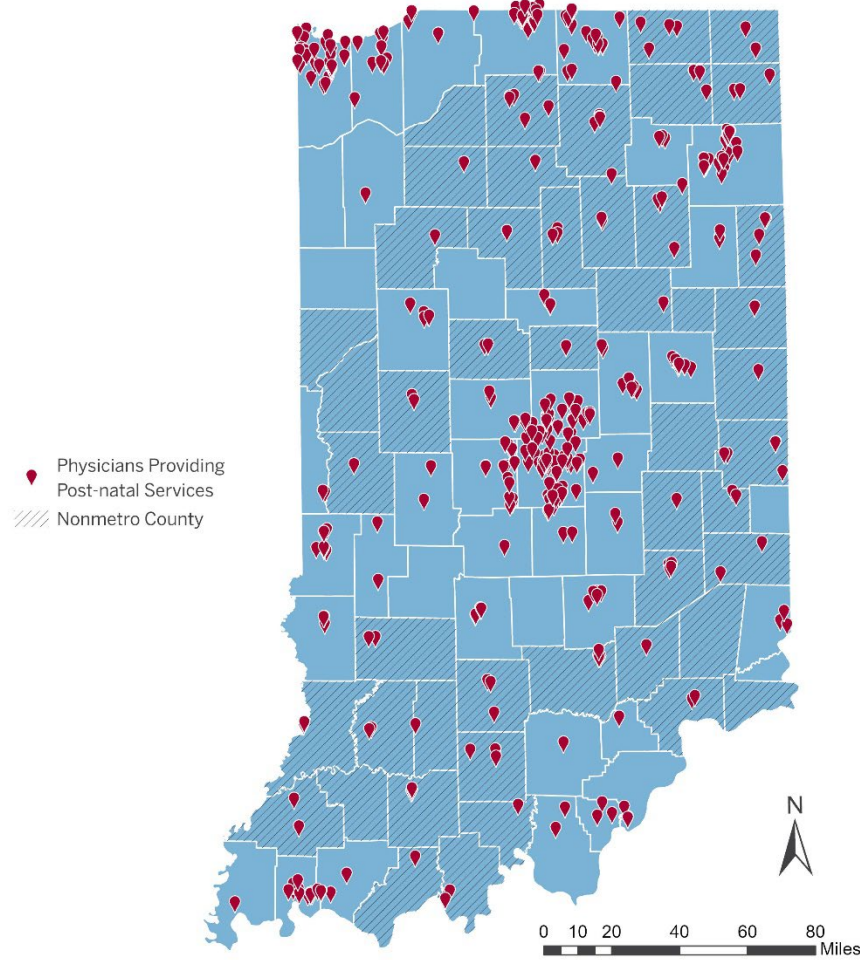 Physicians Providing
Post-natal Services
Nonmetro County
N
0 10 20 40 60 80
Miles